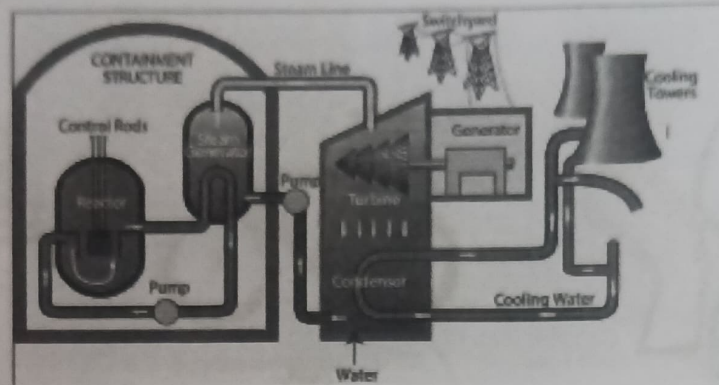 Switchyard
CONTAINMENT
STRUCTURE
Steam Line
Cooling
Towers
Control Rods
Steam
Generator
Generator
Reactor
Pump
Turbine
Condensor
Pump
Cooling Water
Water